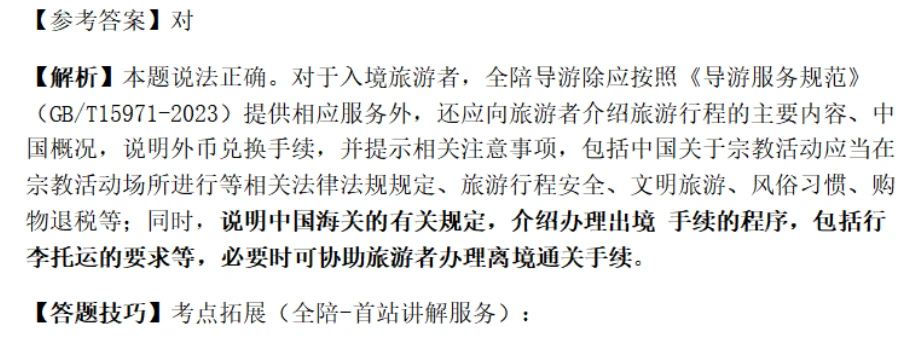 【参考答案】对
【解析】本题说法正确。对于入境旅游者，全陪导游除应按照《导游服务规范》
（GB/T15971-2023）提供相应服务外，还应向旅游者介绍旅游行程的主要内容、中
国概况，说明外币兑换手续，并提示相关注意事项，包括中国关于宗教活动应当在
宗教活动场所进行等相关法律法规规定、旅游行程安全、文明旅游、风俗习惯、购
物退税等；同时，说明中国海关的有关规定，介绍办理出境 手续的程序，包括行
李托运的要求等，必要时可协助旅游者办理离境通关手续。
【答题技巧】考点拓展（全陪-首站讲解服务）：